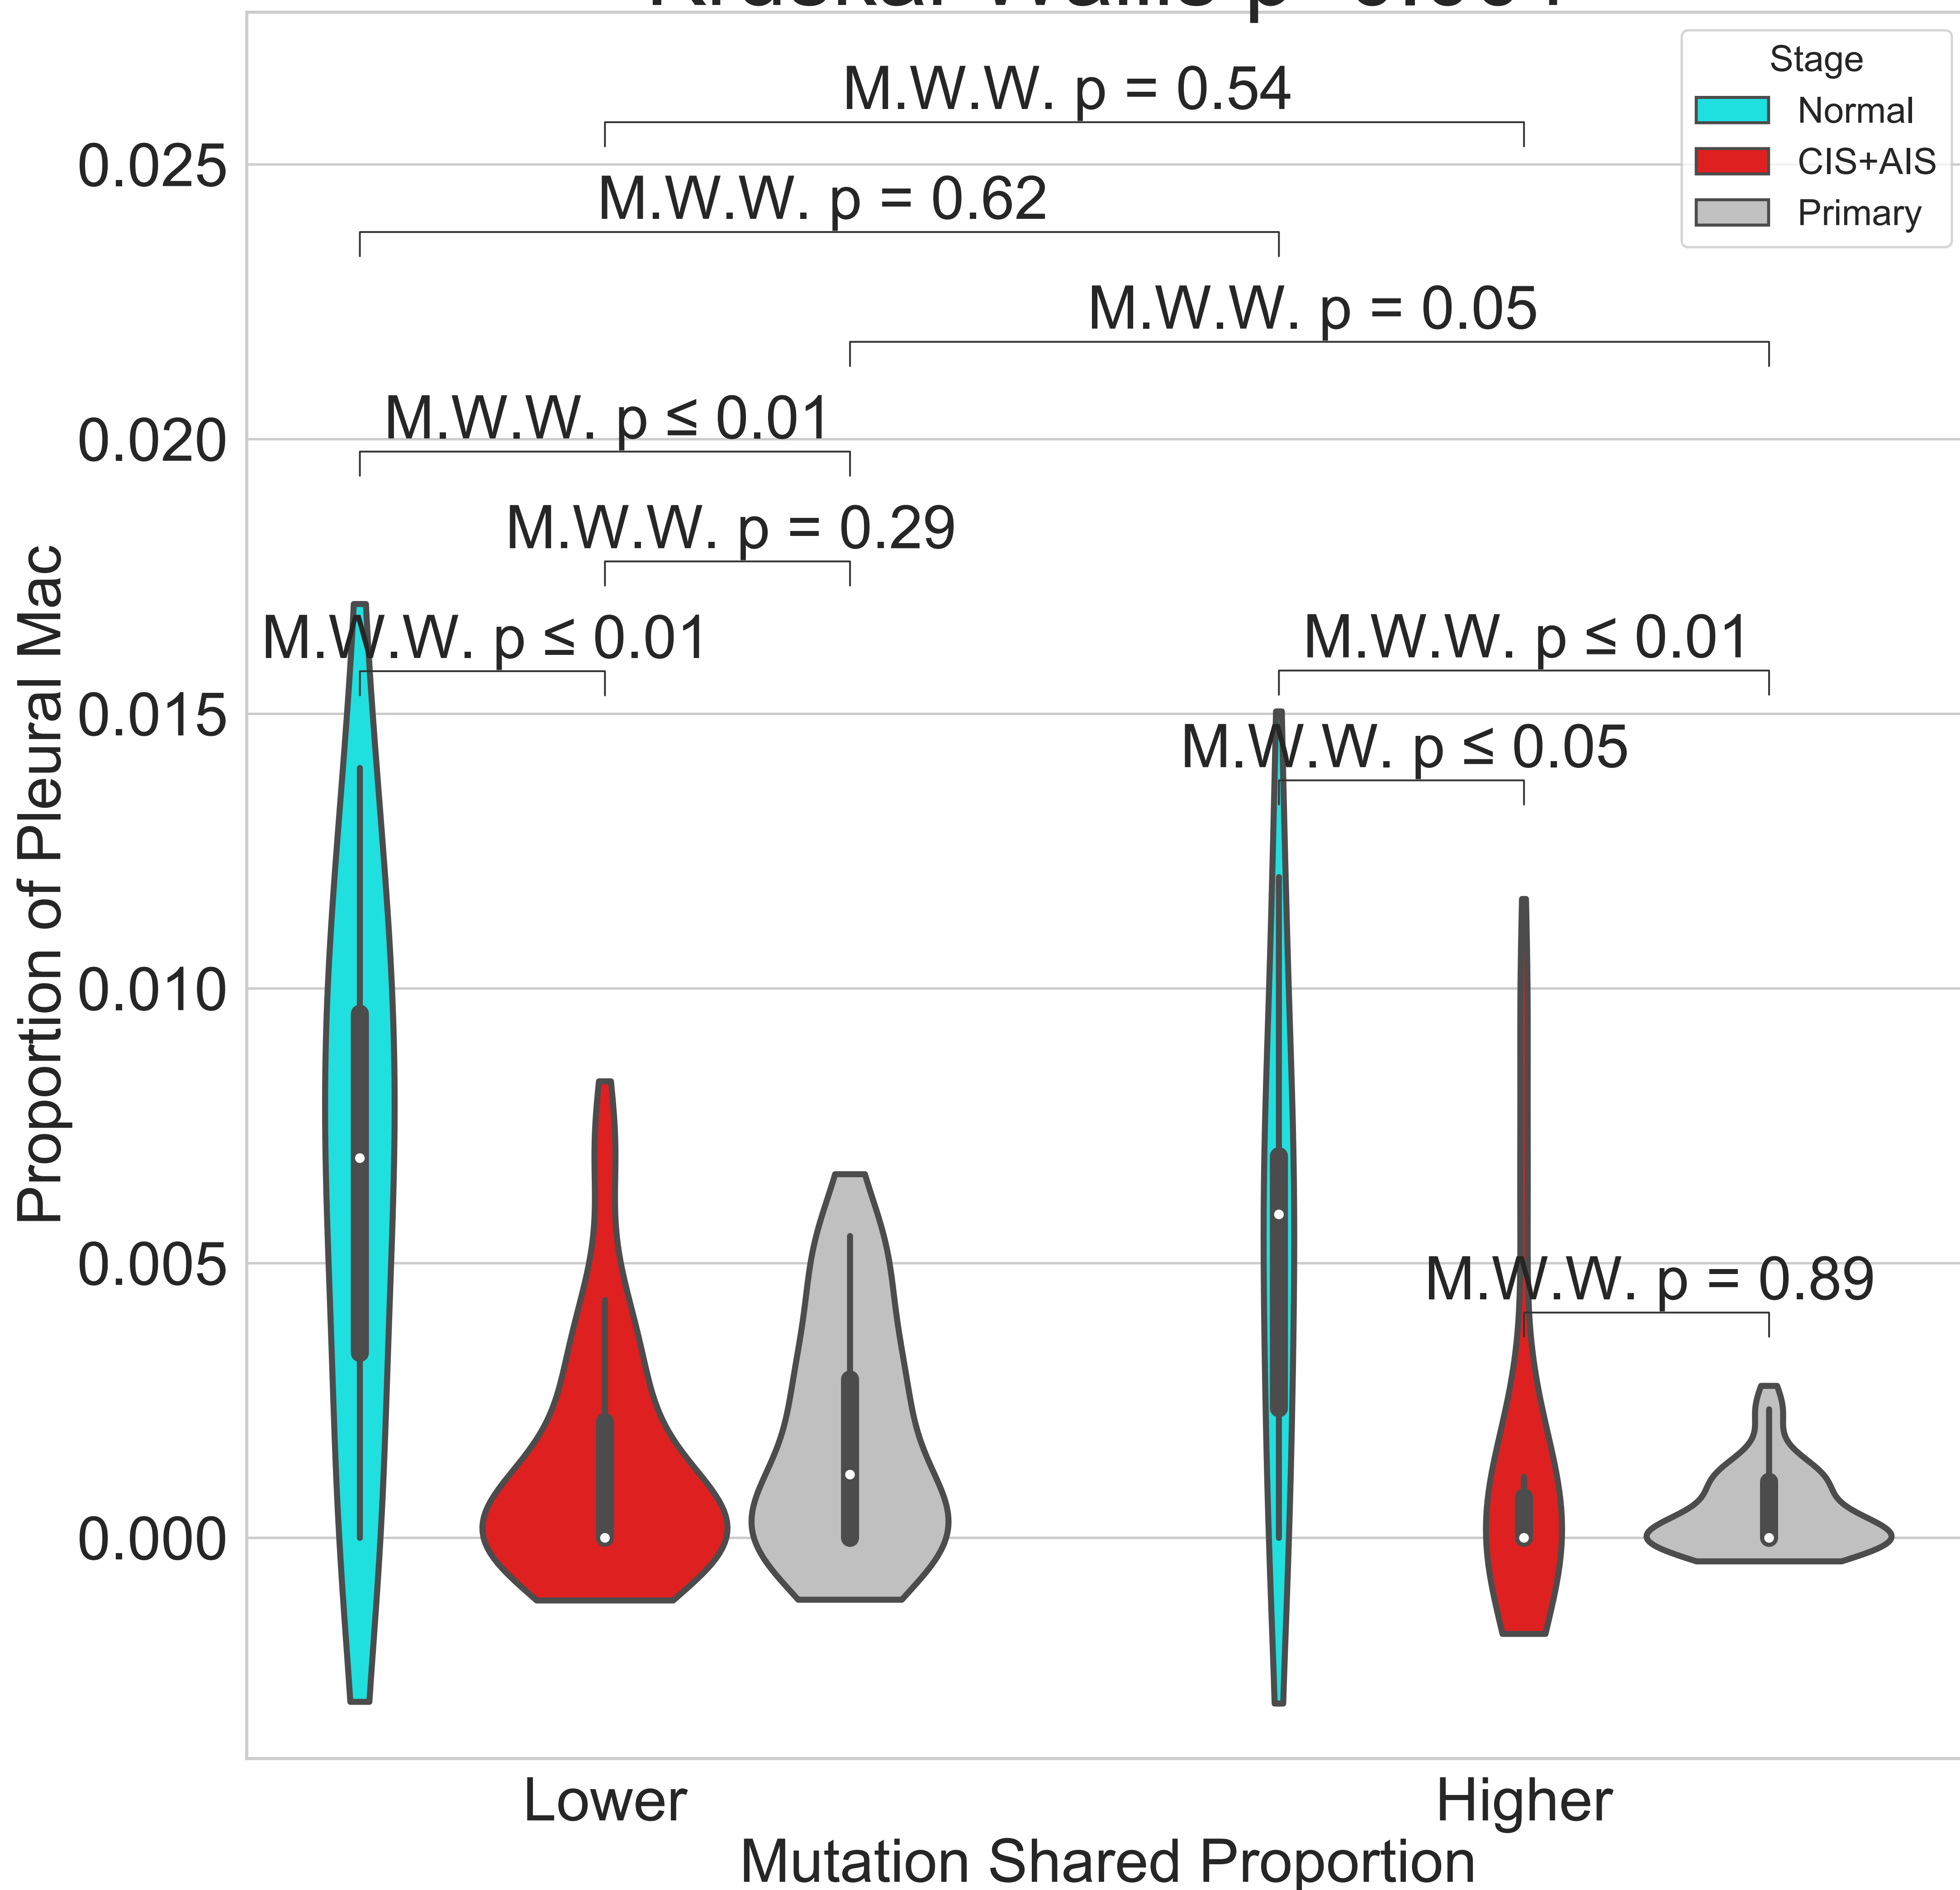 Stage
Normal
CIS+AIS
Primary
M.W.W. p = 0.54
M.W.W. p = 0.62
M.W.W. p = 0.05
M.W.W. p ≤ 0.01
M.W.W. p = 0.29
M.W.W. p ≤ 0.01
M.W.W. p ≤ 0.01
M.W.W. p ≤ 0.05
M.W.W. p = 0.89
0.025
0.020
0.015
0.010
0.005
0.000
Proportion of Pleural Mac
Lower
Higher
Mutation Shared Proportion